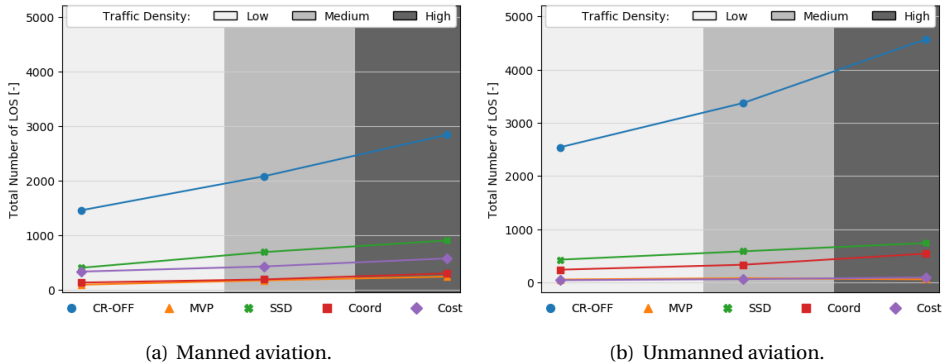 Traffic Density: Low Medium High
5000
4000
3000
2000
1000
0
Total Number of LOS [-]
CR-OFF MVP SSD Coord Cost
(a) Manned aviation.
Traffic Density: Low Medium High
5000
4000
3000
2000
1000
0
Total Number of LOS [-]
CR-OFF MVP SSD Coord Cost
(b) Unmanned aviation.